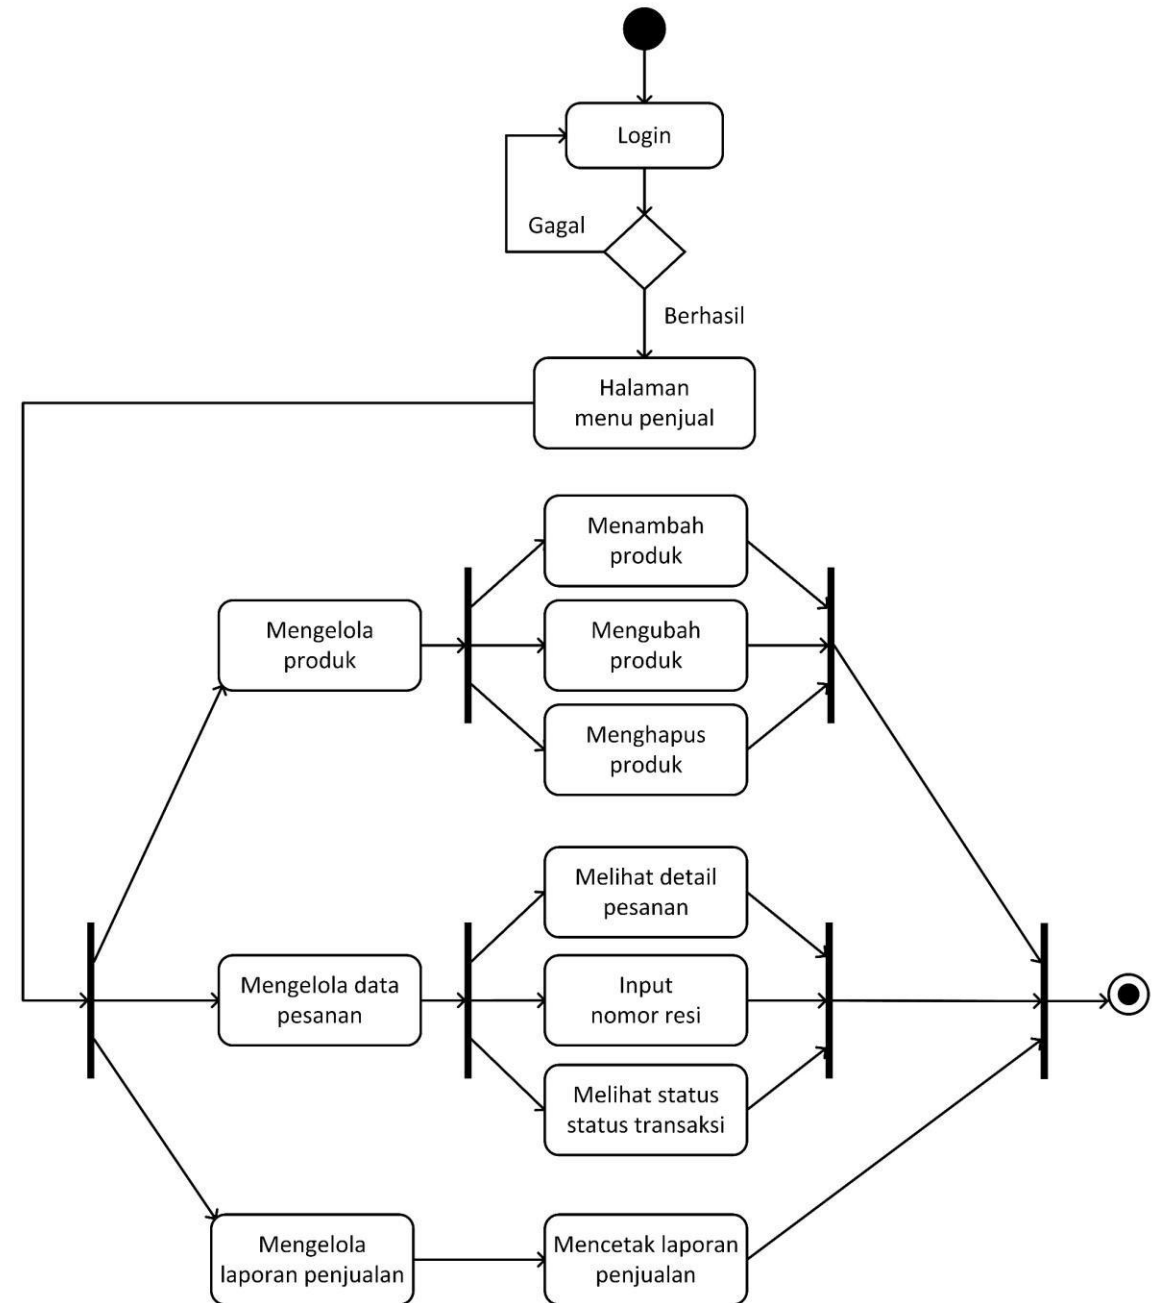 Login
Gagal
Berhasil
Halaman
menu penjual
Menambah
produk
Mengelola
produk
Mengubah
produk
Menghapus
produk
Melihat detail
pesanan
Mengelola data
pesanan
Input
nomor resi
Melihat status
status transaksi
Mengelola
laporan penjualan
Mencetak laporan
penjualan